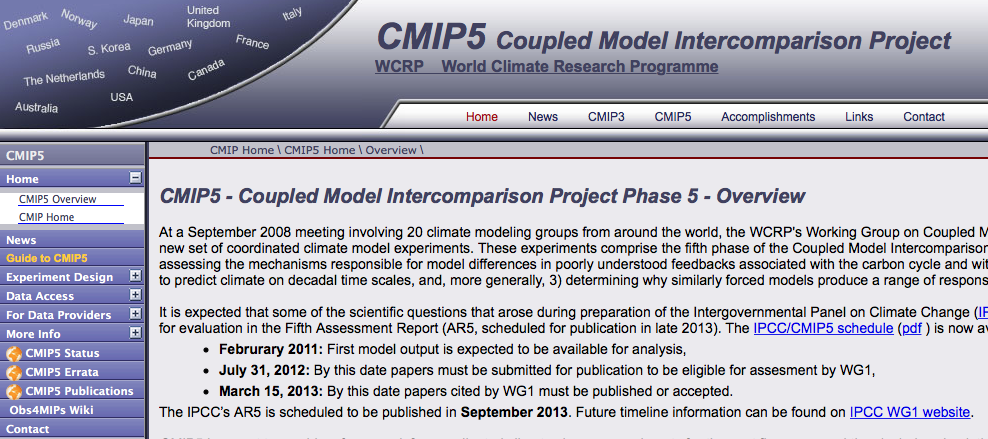 Denmark
Norway
Japan
United
Kingdom
Italy
Russia
S. Korea
Germany
France
The Netherlands
China
Canada
Australia
USA
CMIP5 Coupled Model Intercomparison Project
WCRP World Climate Research Programme
Home News CMIP3 CMIP5 Accomplishments Links Contact
CMIP5
Home
CMIP5 Overview
CMIP Home
News
Guide to CMIP5
Experiment Design
Data Access
For Data Providers
More Info
CMIP5 Status
CMIP5 Errata
CMIP5 Publications
Obs4MIPs Wiki
Contact
CMIP Home \ CMIP5 Home \ Overview \
CMIP5 - Coupled Model Intercomparison Project Phase 5 - Overview
At a September 2008 meeting involving 20 climate modeling groups from around the world, the WCRP's Working Group on Coupled M
new set of coordinated climate model experiments. These experiments comprise the fifth phase of the Coupled Model Intercomparison
assessing the mechanisms responsible for model differences in poorly understood feedbacks associated with the carbon cycle and wit
to predict climate on decadal time scales, and, more generally, 3) determining why similarly forced models produce a range of respons
It is expected that some of the scientific questions that arose during preparation of the Intergovernmental Panel on Climate Change (IP
for evaluation in the Fifth Assessment Report (AR5, scheduled for publication in late 2013). The IPCC/CMIP5 schedule (pdf ) is now av
• Februrary 2011: First model output is expected to be available for analysis,
• July 31, 2012: By this date papers must be submitted for publication to be eligible for assesment by WG1,
• March 15, 2013: By this date papers cited by WG1 must be published or accepted.
The IPCC's AR5 is scheduled to be published in September 2013. Future timeline information can be found on IPCC WG1 website.